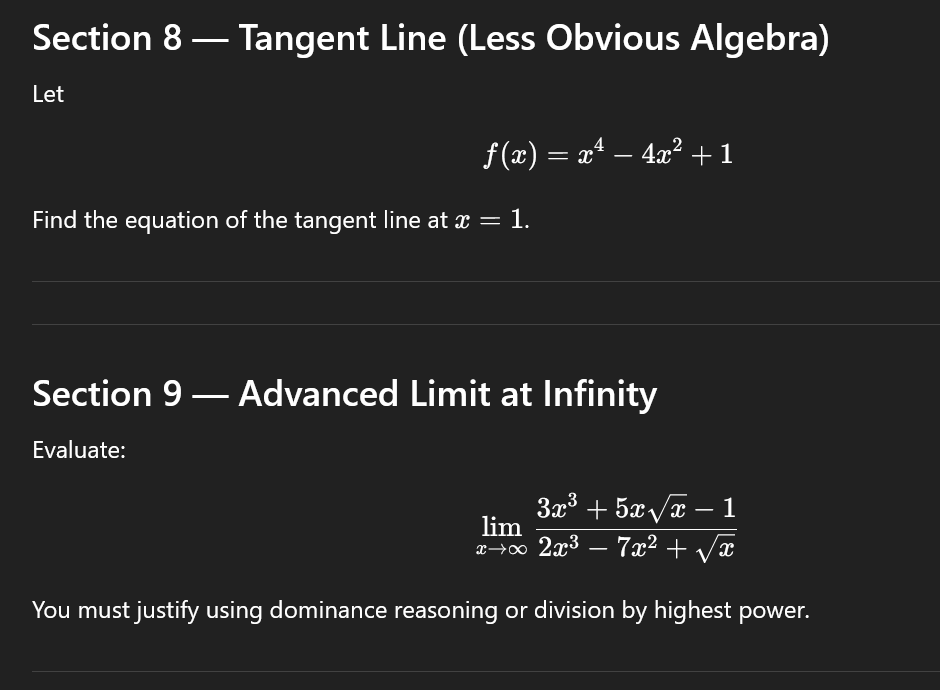 Section 8 — Tangent Line (Less Obvious Algebra)
Let
f(x) = x⁴ − 4x² + 1
Find the equation of the tangent line at x = 1.
Section 9 — Advanced Limit at Infinity
Evaluate:
lim x→∞ (3x³ + 5x√x − 1)/(2x³ − 7x² + √x)
You must justify using dominance reasoning or division by highest power.